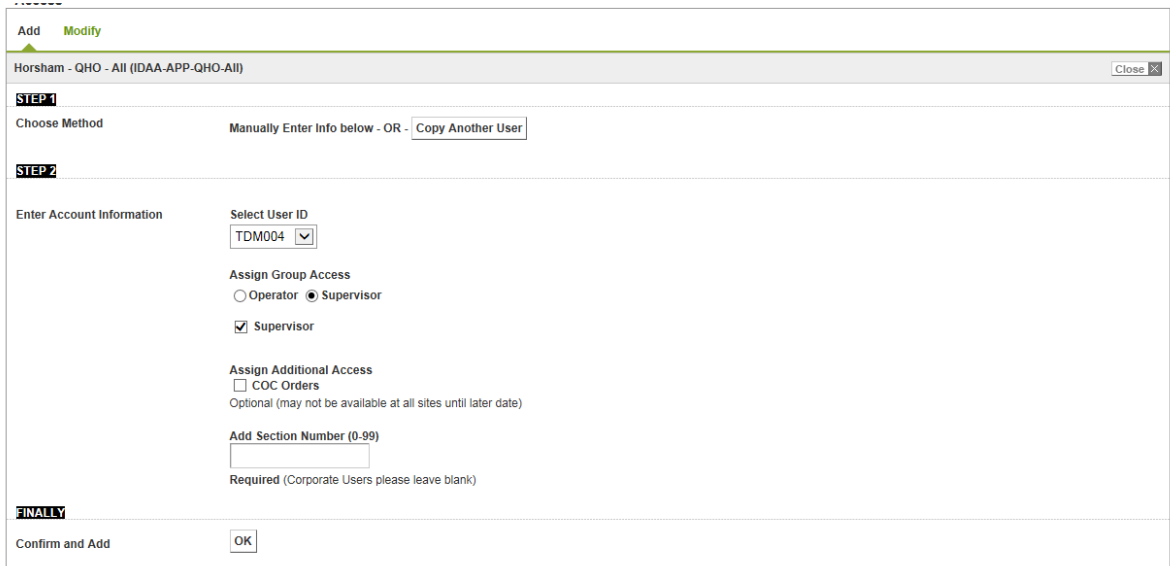 Access
Add Modify
Horsham - QHO - All (IDAA-APP-QHO-All)
Close X
STEP 1
Choose Method
Manually Enter Info below - OR - Copy Another User
STEP 2
Enter Account Information
Select User ID
TDM004
Assign Group Access
Operator Supervisor
Supervisor
Assign Additional Access
COC Orders
Optional (may not be available at all sites until later date)
Add Section Number (0-99)
Required (Corporate Users please leave blank)
FINALLY
Confirm and Add
OK